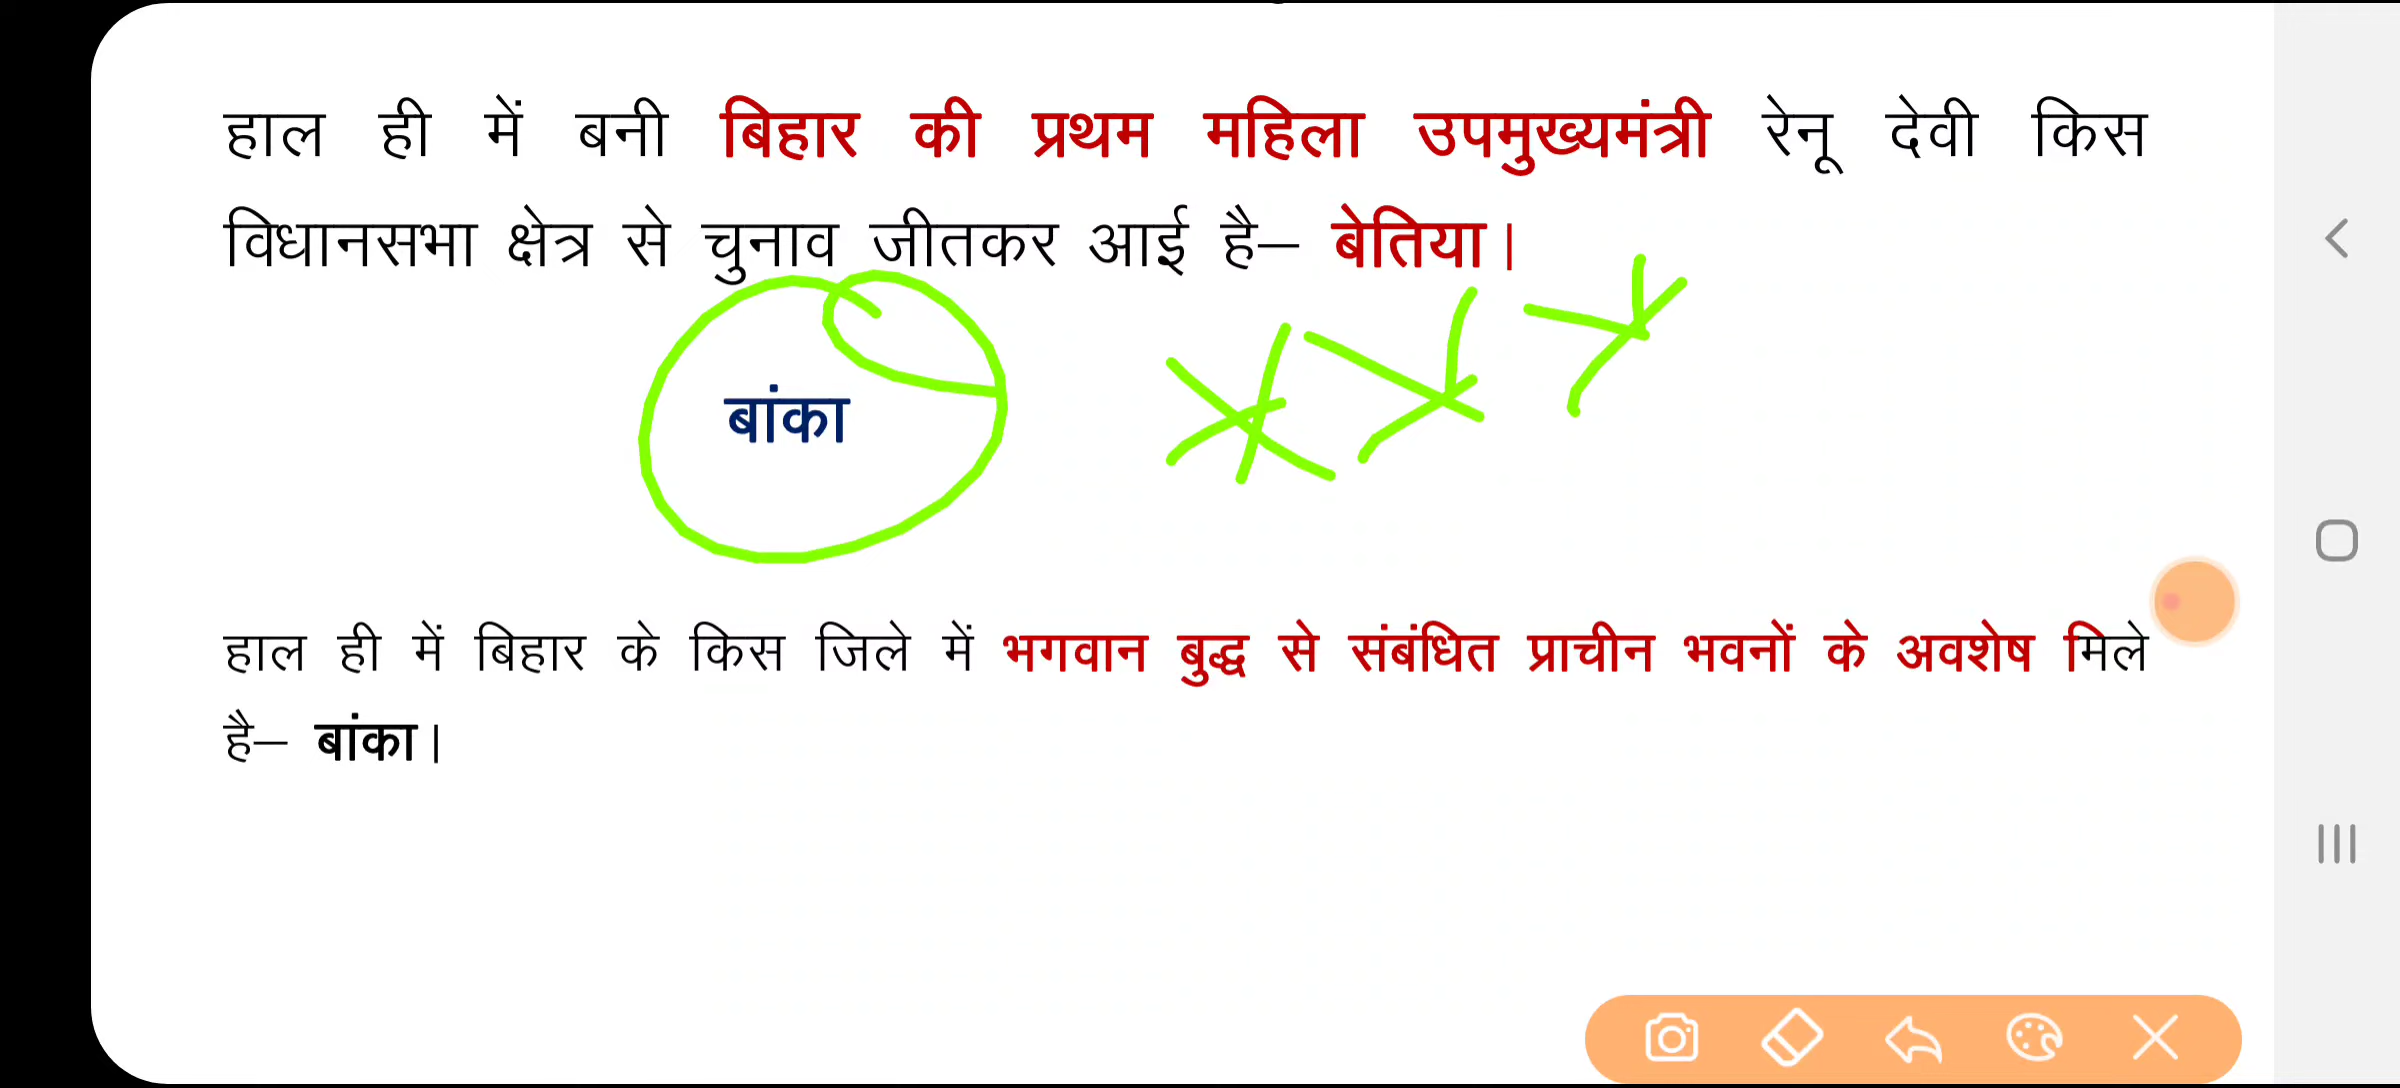 हाल ही में बनी बिहार की प्रथम महिला उपमुख्यमंत्री रेनू देवी किस
विधानसभा क्षेत्र से चुनाव जीतकर आई है– बेतिया।
बांका
हाल ही में बिहार के किस जिले में भगवान बुद्ध से संबंधित प्राचीन भवनों के अवशेष मिले
है– बांका।